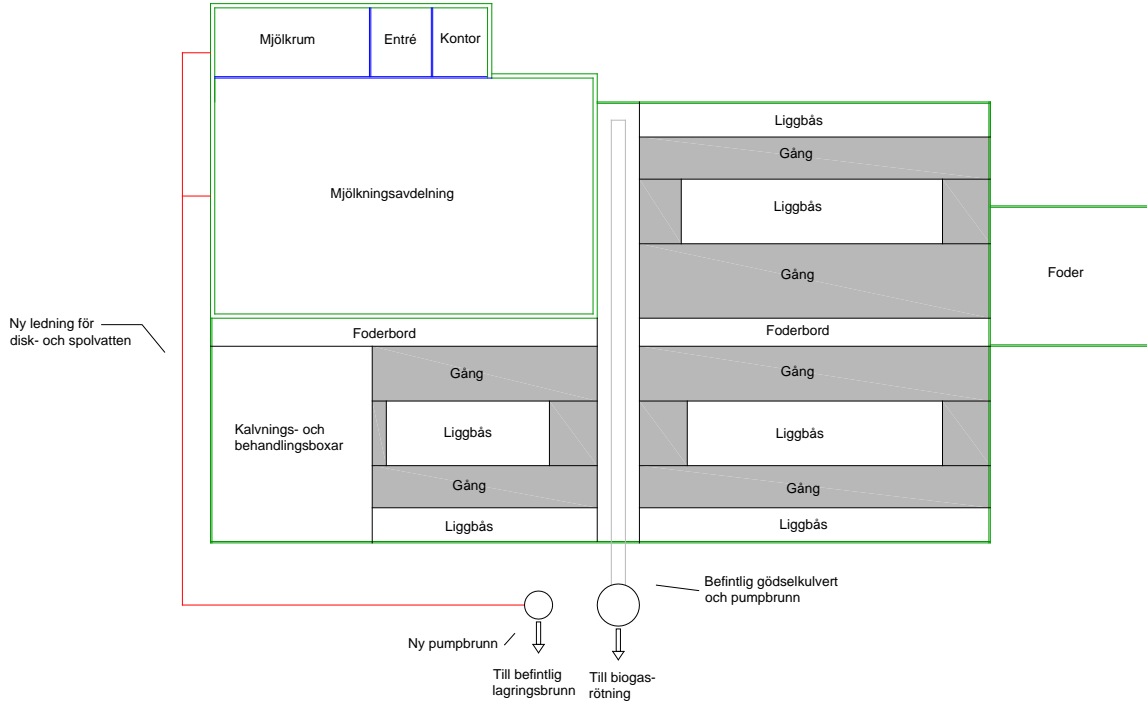 Mjölkrum
Entré
Kontor
Liggbås
Gång
Mjölkningsavdelning
Liggbås
Gång
Foder
Ny ledning för
disk- och spolvatten
Foderbord
Foderbord
Gång
Gång
Kalvnings- och
behandlingsboxar
Liggbås
Liggbås
Gång
Gång
Liggbås
Liggbås
Befintlig gödselkulvert
och pumpbrunn
Ny pumpbrunn
Till befintlig
lagringsbrunn
Till biogas-
rötning